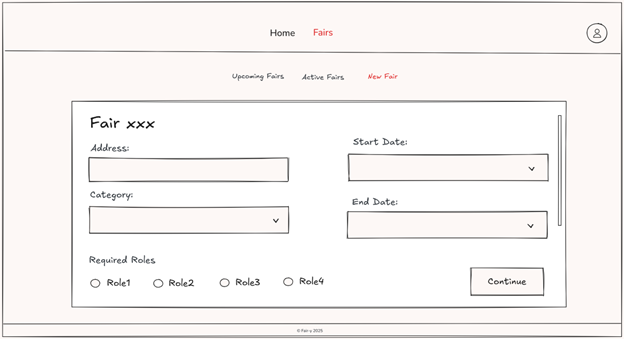 Home Fairs
Upcoming Fairs Active Fairs New Fair
Fair xxx
Address:
Start Date:
Category:
End Date:
Required Roles
Role1 Role2 Role3 Role4
Continue
© Fair-y 2025